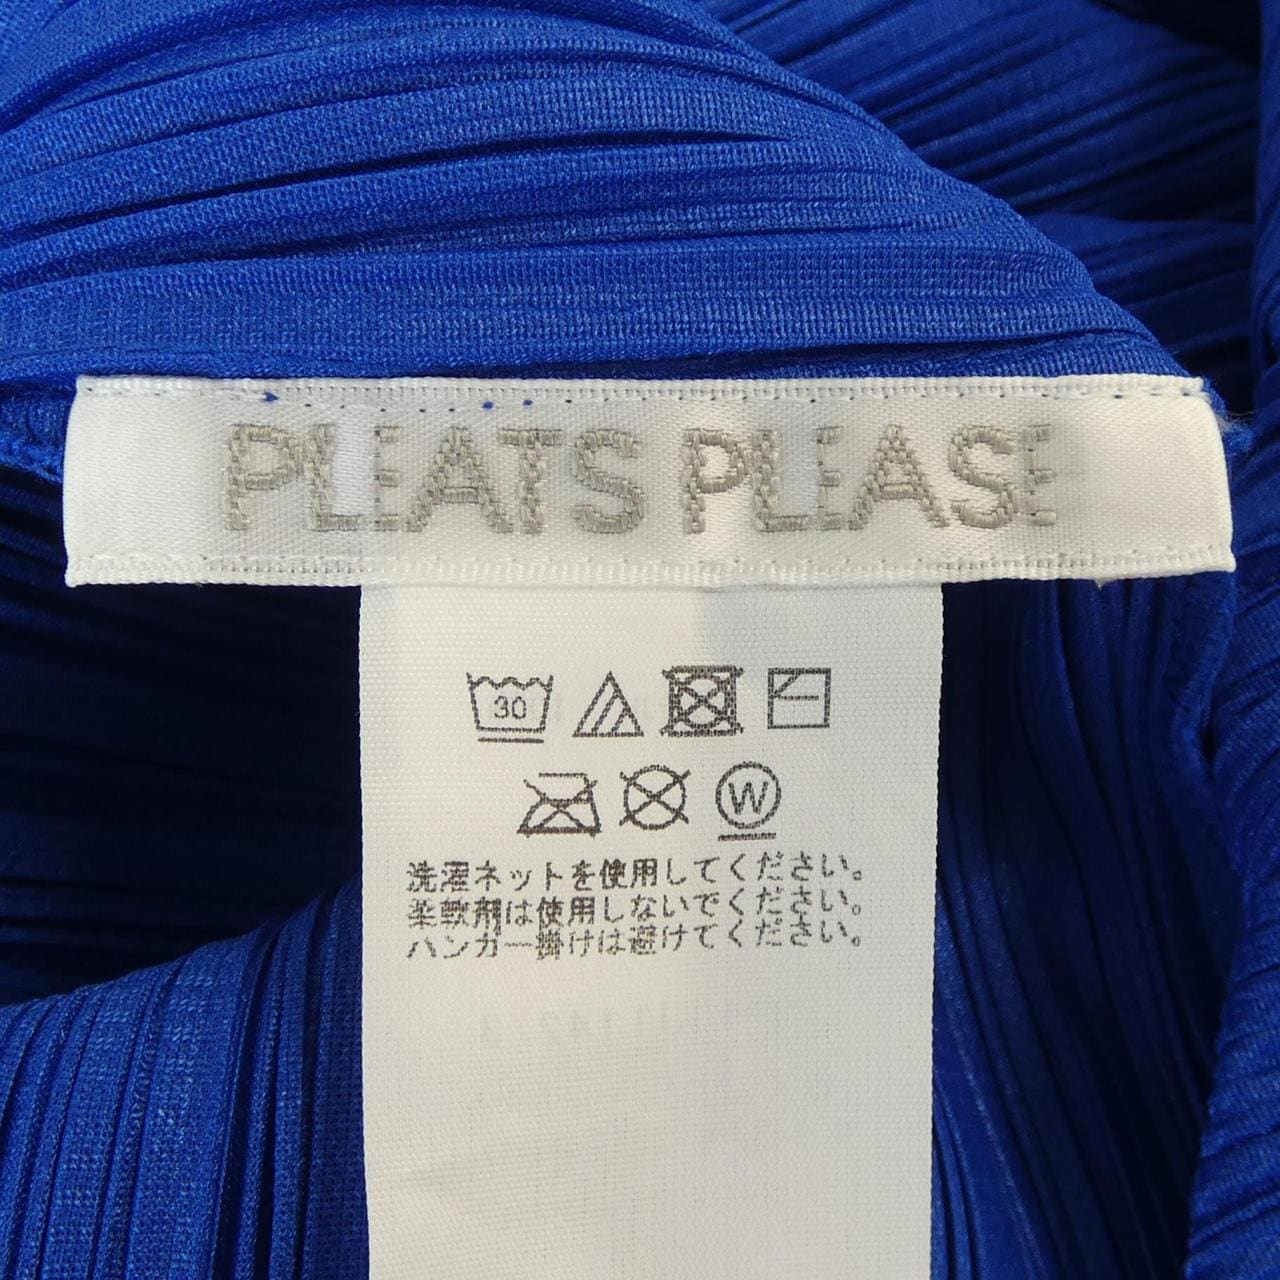 PLEATS PLEASE
30
W
洗濯ネットを使用してください。
柔軟剤は使用しないでください。
ハンガー掛けは避けてください。